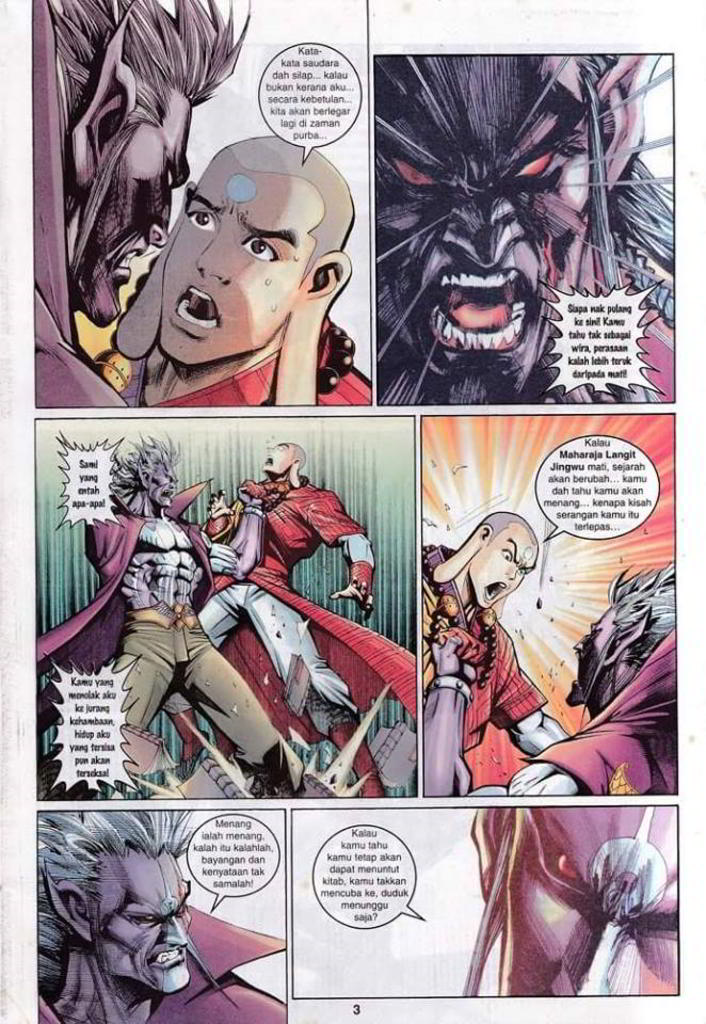 Kata-
kata saudara
dah silap... kalau
bukan kerana aku...
secara kebetulan...
kita akan berlegar
lagi di zaman
purba...
Siapa nak pulang
ke sini! Kamu
tahu tak sebagai
wira, perasaan
kalah lebih teruk
daripada mati!
Sami
yang
entah
apa-apa!
Kamu yang
menolak aku
ke jurang
kehambaan,
hidup aku
yang tersisa
pun akan
terseksa!
Kalau
Maharaja Langit
Jingwu mati, sejarah
akan berubah... kamu
dah tahu kamu akan
menang... kenapa kisah
serangan kamu itu
terlepas...
Menang
ialah menang,
kalah itu kalahlah,
bayangan dan
kenyataan tak
samalah!
Kalau
kamu tahu
kamu tetap akan
dapat menuntut
kitab, kamu takkan
mencuba ke, duduk
menunggu
saja?
3